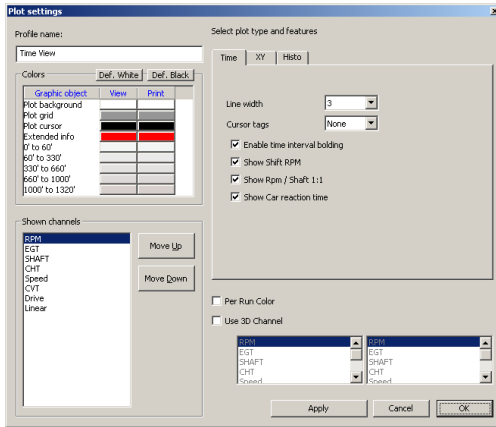 Plot settings
Profile name:
Time View
Colors
Def. White
Def. Black
Graphic object View Print
Plot background
Plot grid
Plot cursor
Extended info
0' to 60'
60' to 330'
330' to 660'
660' to 1000'
1000' to 1320'
Shown channels
RPM
EGT
SHAFT
CHT
Speed
CVT
Drive
Linear
Move Up
Move Down
Select plot type and features
Time XY Histo
Line width 3
Cursor tags None
Enable time interval bolding
Show Shift RPM
Show Rpm / Shaft 1:1
Show Car reaction time
Per Run Color
Use 3D Channel
RPM
EGT
SHAFT
CHT
Speed
RPM
EGT
SHAFT
CHT
Speed
Apply Cancel OK